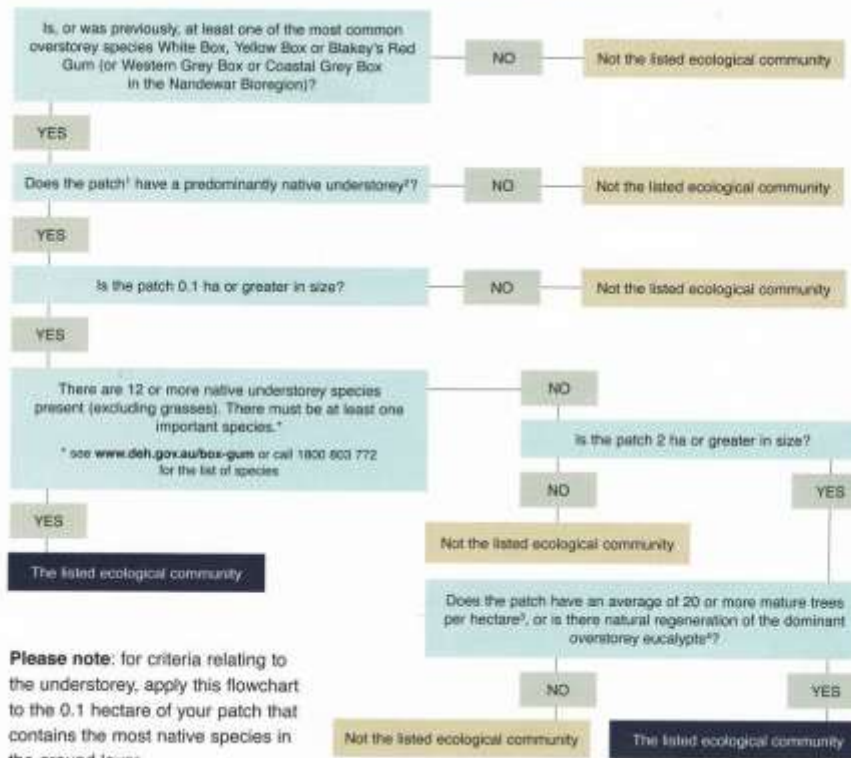 Is, or was previously, at least one of the most common
overstorey species White Box, Yellow Box or Blakey's Red
Gum (or Western Grey Box or Coastal Grey Box
in the Nandewar Bioregion)?
NO
Not the listed ecological community
YES
Does the patch¹ have a predominantly native understorey²?
NO
Not the listed ecological community
YES
Is the patch 0.1 ha or greater in size?
NO
Not the listed ecological community
YES
There are 12 or more native understorey species
present (excluding grasses). There must be at least one
important species.*
* see www.deh.gov.au/box-gum or call 1800 803 772
for the list of species
NO
Is the patch 2 ha or greater in size?
YES
NO
YES
Not the listed ecological community
The listed ecological community
Does the patch have an average of 20 or more mature trees
per hectare³, or is there natural regeneration of the dominant
overstorey eucalypts⁴?
NO
YES
Not the listed ecological community
The listed ecological community
Please note: for criteria relating to
the understorey, apply this flowchart
to the 0.1 hectare of your patch that
contains the most native species in
the ground layer